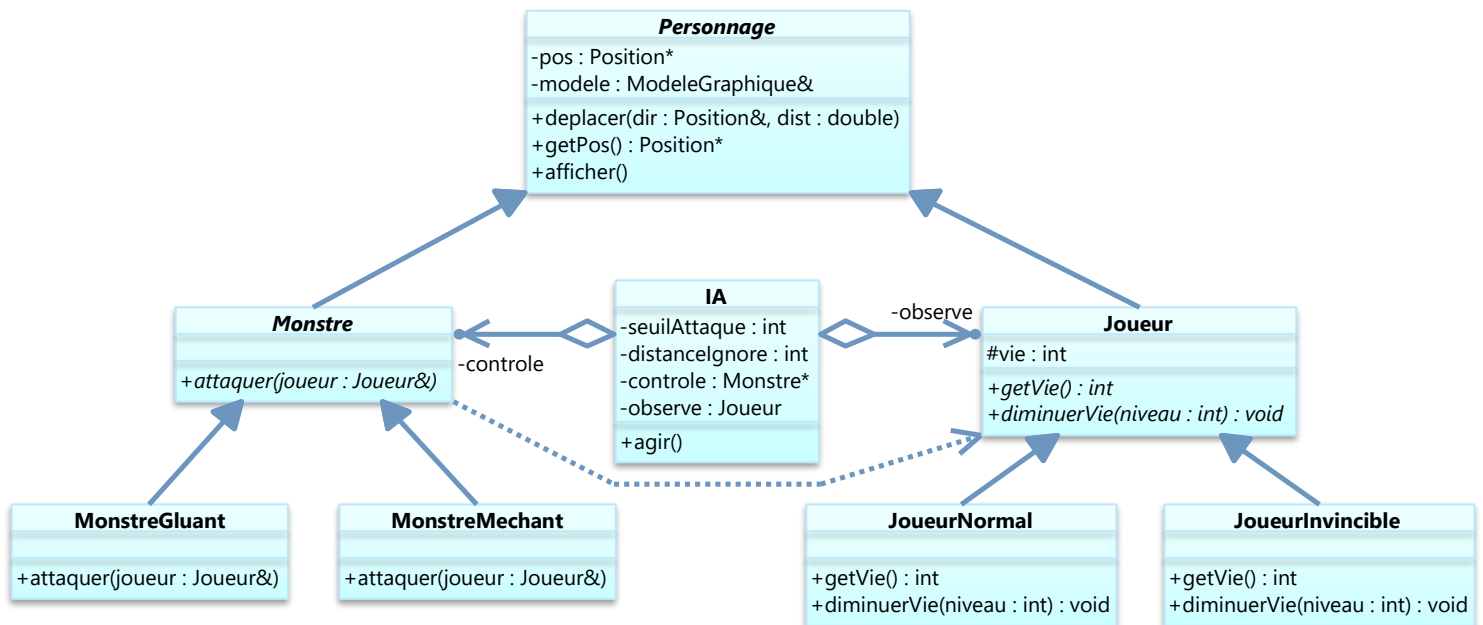 Personnage
-pos : Position*
-modele : ModeleGraphique&
+deplacer(dir : Position&, dist : double)
+getPos() : Position*
+afficher()
Monstre
+attaquer(joueur : Joueur&)
-controle
IA
-seuilAttaque : int
-distanceIgnore : int
-controle : Monstre*
-observe : Joueur
+agir()
-observe
Joueur
#vie : int
+getVie() : int
+diminuerVie(niveau : int) : void
MonstreGluant
+attaquer(joueur : Joueur&)
MonstreMechant
+attaquer(joueur : Joueur&)
JoueurNormal
+getVie() : int
+diminuerVie(niveau : int) : void
JoueurInvincible
+getVie() : int
+diminuerVie(niveau : int) : void